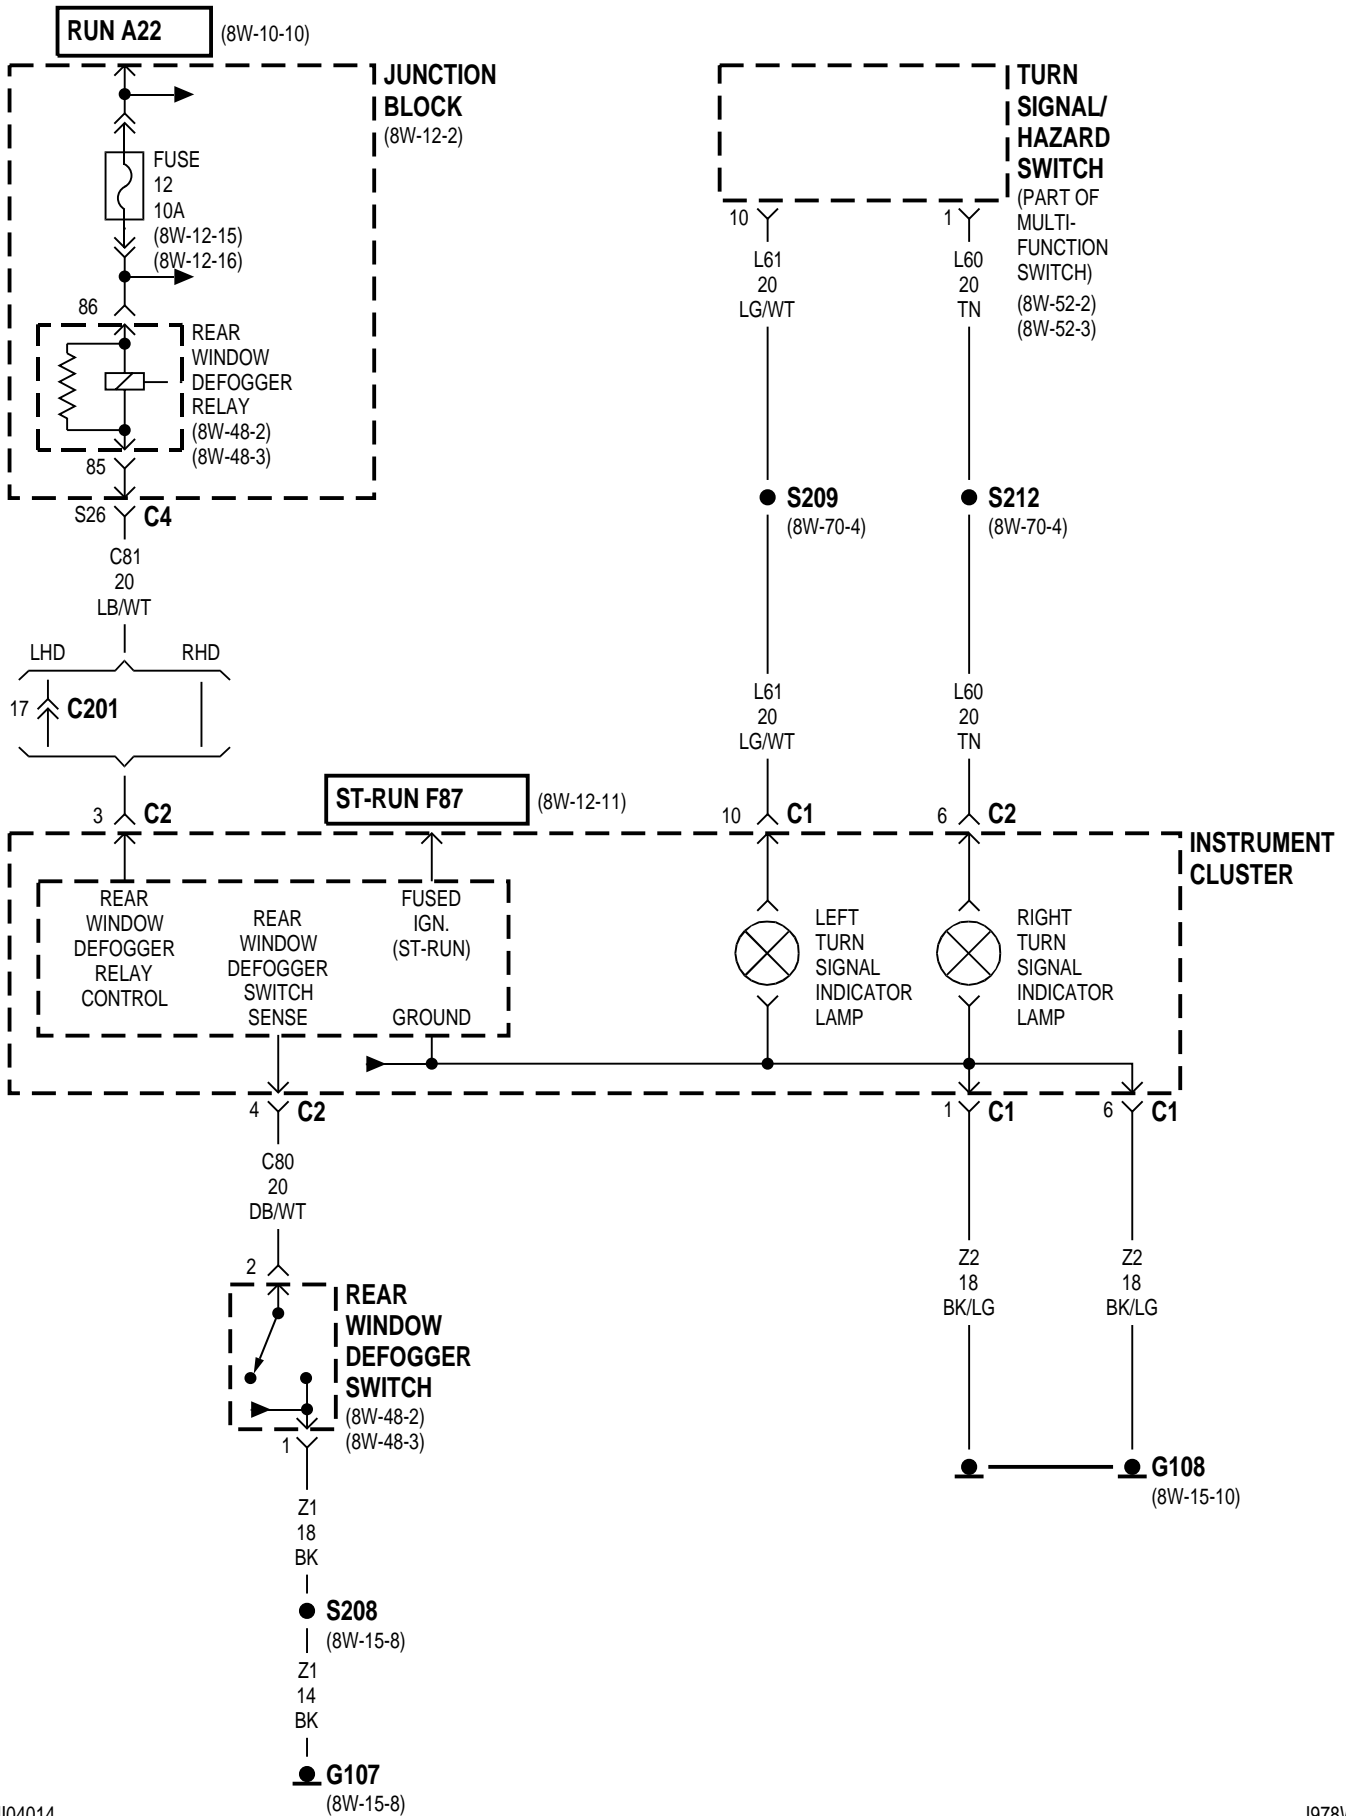 RUN A22
(8W-10-10)
JUNCTION
BLOCK
(8W-12-2)
FUSE
12
10A
(8W-12-15)
(8W-12-16)
86
REAR
WINDOW
DEFOGGER
RELAY
(8W-48-2)
(8W-48-3)
85
S26
C4
C81
20
LB/WT
LHD
RHD
17
C201
3
C2
TURN
SIGNAL/
HAZARD
SWITCH
(PART OF
MULTI-
FUNCTION
SWITCH)
(8W-52-2)
(8W-52-3)
10
L61
20
LG/WT
1
L60
20
TN
S209
(8W-70-4)
S212
(8W-70-4)
L61
20
LG/WT
L60
20
TN
ST-RUN F87
(8W-12-11)
10
C1
6
C2
INSTRUMENT
CLUSTER
REAR
WINDOW
DEFOGGER
RELAY
CONTROL
REAR
WINDOW
DEFOGGER
SWITCH
SENSE
FUSED
IGN.
(ST-RUN)
GROUND
LEFT
TURN
SIGNAL
INDICATOR
LAMP
RIGHT
TURN
SIGNAL
INDICATOR
LAMP
4
C2
1
C1
6
C1
C80
20
DB/WT
2
REAR
WINDOW
DEFOGGER
SWITCH
(8W-48-2)
(8W-48-3)
1
Z1
18
BK
S208
(8W-15-8)
Z1
14
BK
G107
(8W-15-8)
Z2
18
BK/LG
Z2
18
BK/LG
G108
(8W-15-10)